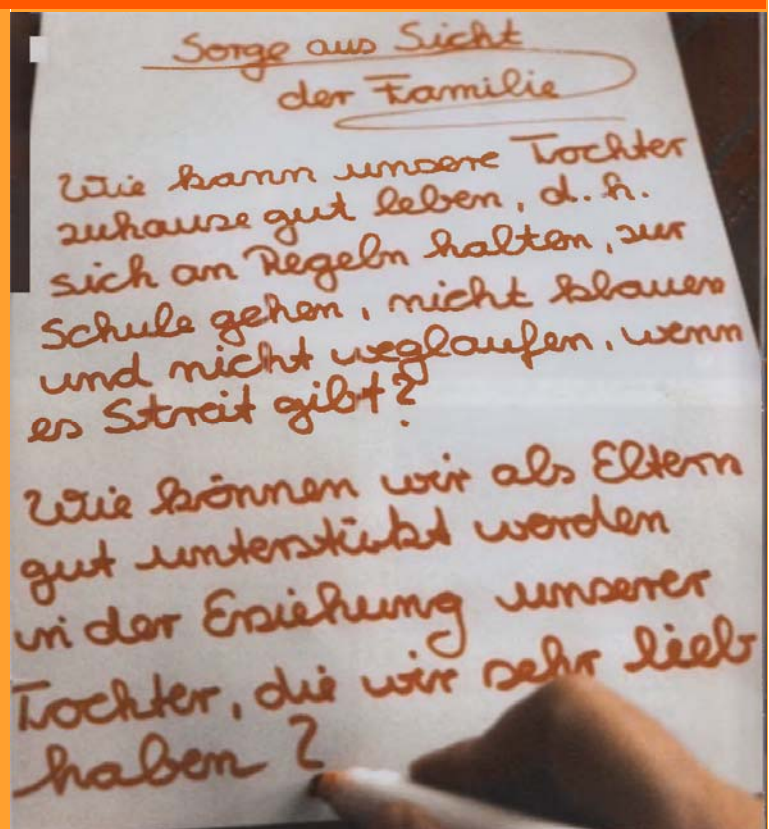 Sorge aus Sicht
der Familie
Wie kann unsere Tochter
zuhause gut leben, d.h.
sich an Regeln halten, zur
Schule gehen, nicht klauen
und nicht weglaufen, wenn
es Streit gibt?
Wie können wir als Eltern
gut unterstützt werden
in der Erziehung unserer
Tochter, die wir sehr lieb
haben?